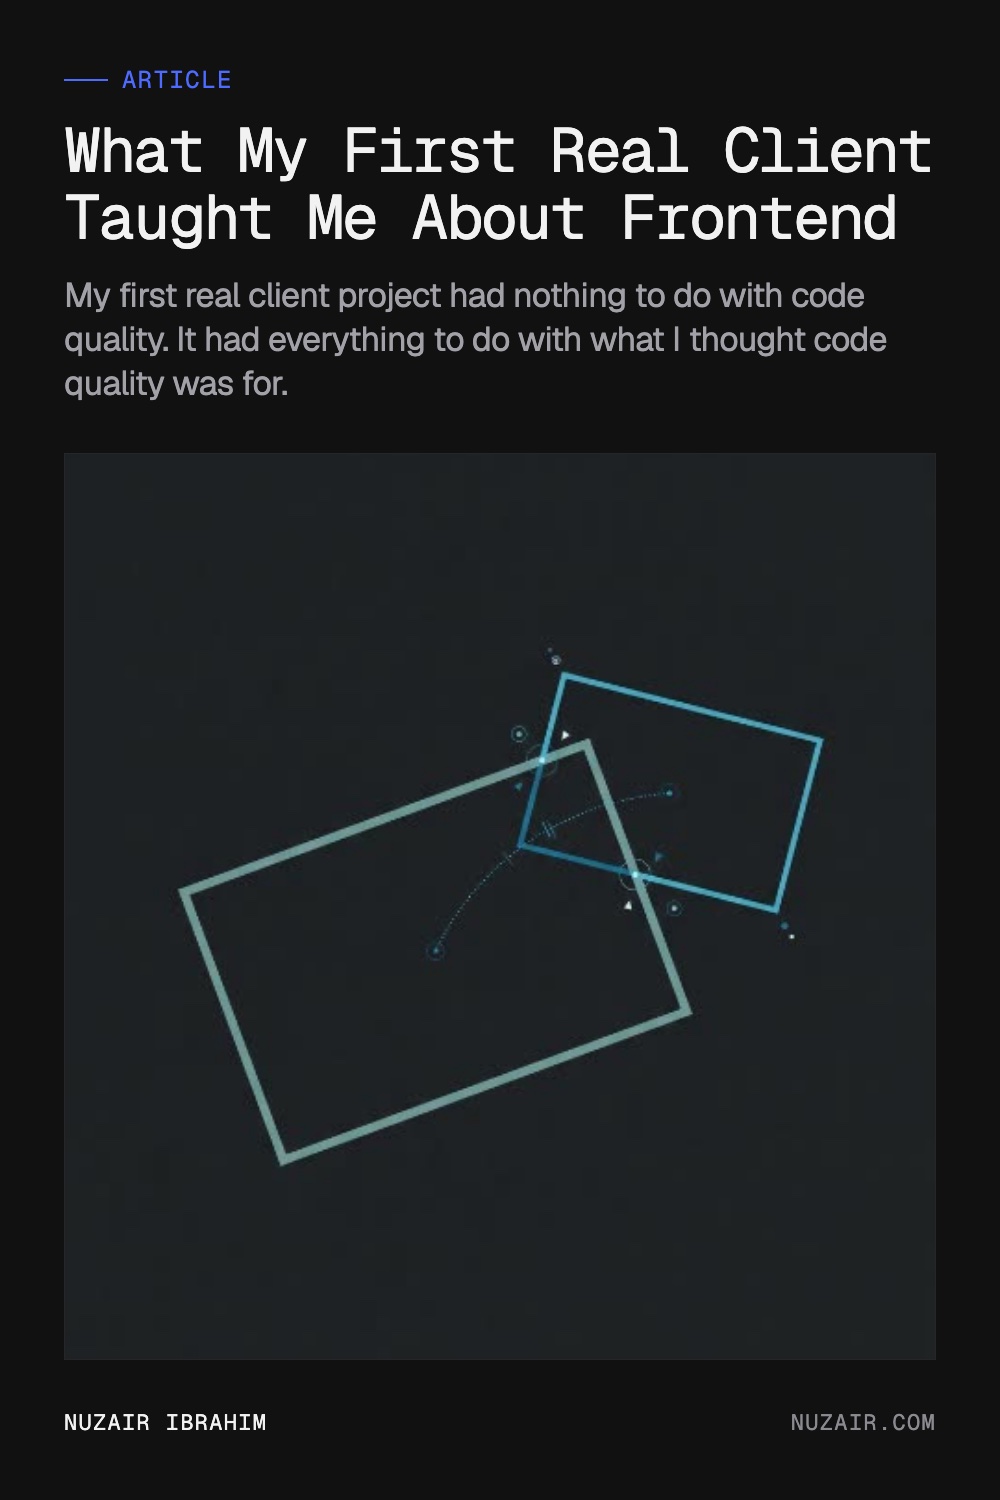 ARTICLE
What My First Real Client
Taught Me About Frontend
My first real client project had nothing to do with code
quality. It had everything to do with what I thought code
quality was for.
NUZAIR IBRAHIM
NUZAIR.COM